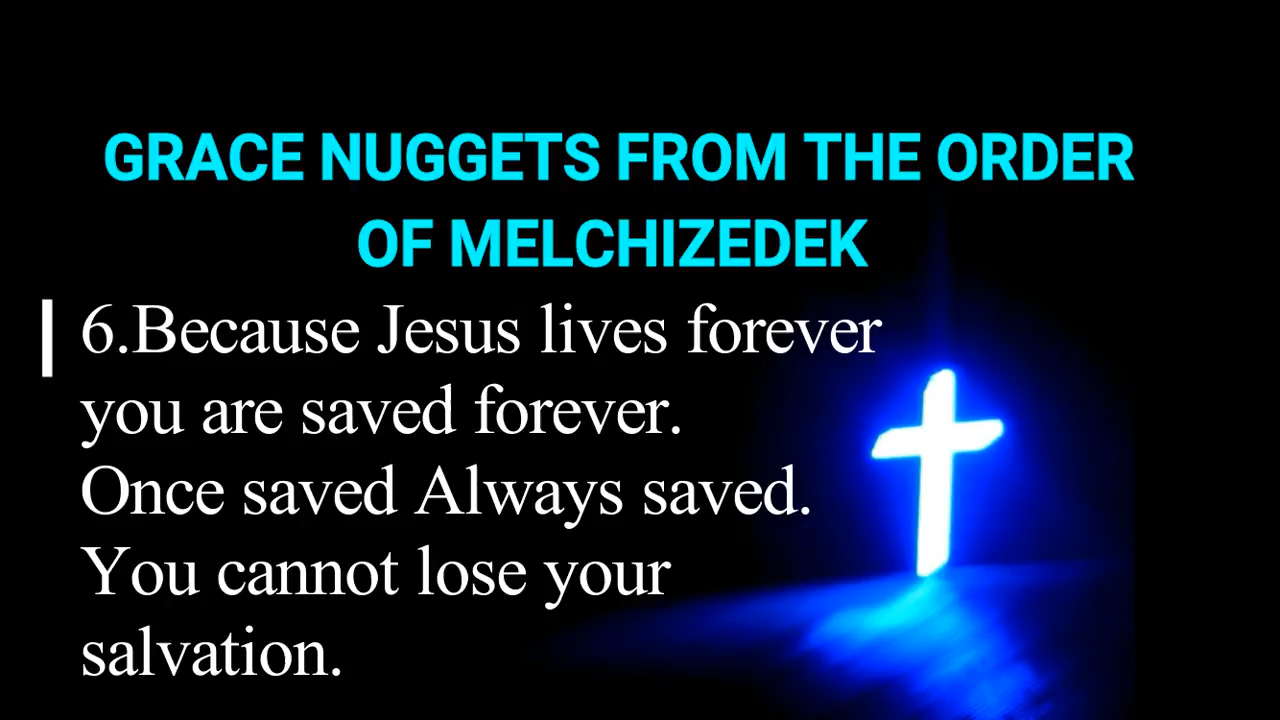 GRACE NUGGETS FROM THE ORDER
OF MELCHIZEDEK
6.Because Jesus lives forever
you are saved forever.
Once saved Always saved.
You cannot lose your
salvation.